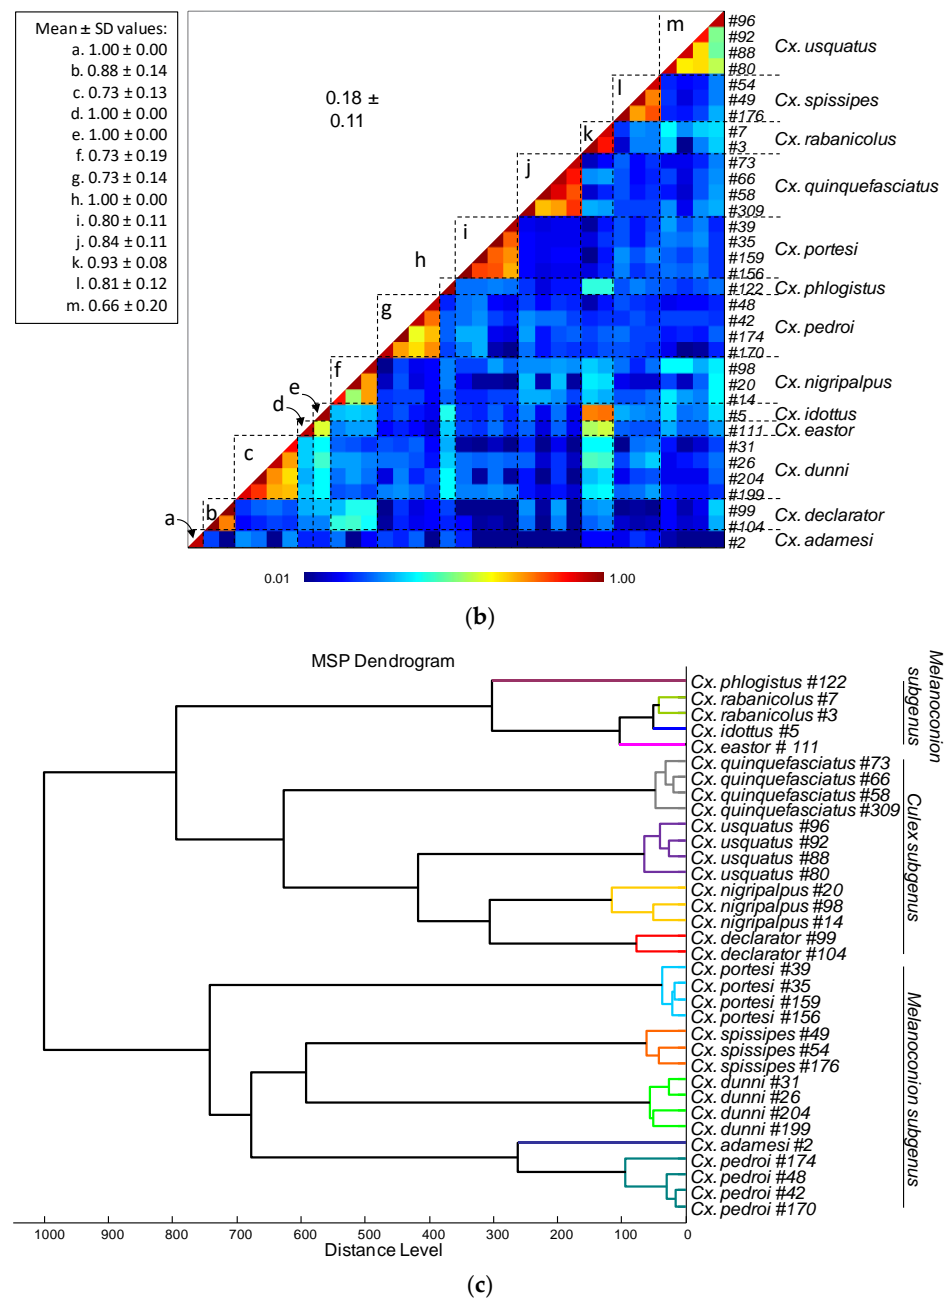 Mean ± SD values:
a. 1.00 ± 0.00
b. 0.88 ± 0.14
c. 0.73 ± 0.13
d. 1.00 ± 0.00
e. 1.00 ± 0.00
f. 0.73 ± 0.19
g. 0.73 ± 0.14
h. 1.00 ± 0.00
i. 0.80 ± 0.11
j. 0.84 ± 0.11
k. 0.93 ± 0.08
l. 0.81 ± 0.12
m. 0.66 ± 0.20
0.18 ±
0.11
m
l
k
j
i
h
g
f
e
d
c
b
a
#96
#92
#88
#80
#54
#49
#176
#7
#3
#73
#66
#58
#309
#39
#35
#159
#156
#122
#48
#42
#174
#170
#98
#20
#14
#5
#111
#31
#26
#204
#199
#99
#104
#2
Cx. usquatus
Cx. spissipes
Cx. rabanicolus
Cx. quinquefasciatus
Cx. portesi
Cx. phlogistus
Cx. pedroi
Cx. nigripalpus
Cx. idottus
Cx. eastor
Cx. dunni
Cx. declarator
Cx. adamesi
0.01
1.00
(b)
MSP Dendrogram
Cx. phlogistus #122
Cx. rabanicolus #7
Cx. rabanicolus #3
Cx. idottus #5
Cx. eastor # 111
Cx. quinquefasciatus #73
Cx. quinquefasciatus #66
Cx. quinquefasciatus #58
Cx. quinquefasciatus #309
Cx. usquatus #96
Cx. usquatus #92
Cx. usquatus #88
Cx. usquatus #80
Cx. nigripalpus #20
Cx. nigripalpus #98
Cx. nigripalpus #14
Cx. declarator #99
Cx. declarator #104
Cx. portesi #39
Cx. portesi #35
Cx. portesi #159
Cx. portesi #156
Cx. spissipes #49
Cx. spissipes #54
Cx. spissipes #176
Cx. dunni #31
Cx. dunni #26
Cx. dunni #204
Cx. dunni #199
Cx. adamesi #2
Cx. pedroi #174
Cx. pedroi #48
Cx. pedroi #42
Cx. pedroi #170
Melanoconion
subgenus
Culex subgenus
Melanoconion subgenus
1000 900 800 700 600 500 400 300 200 100 0
Distance Level
(c)